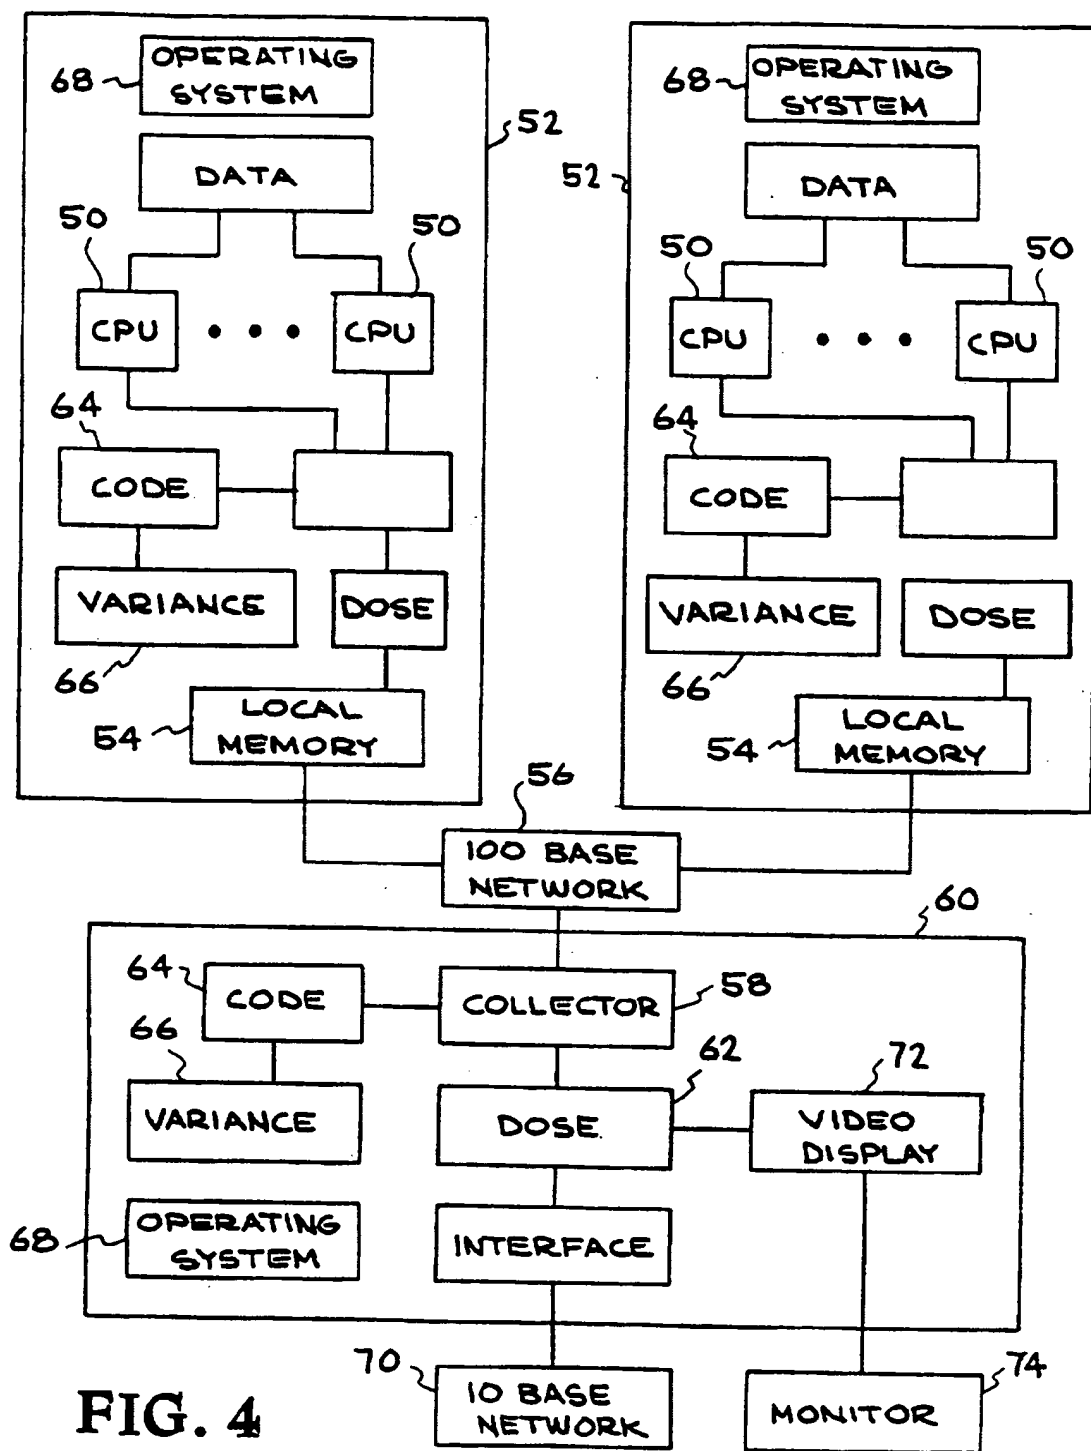 OPERATING
SYSTEM
68
52
DATA
50
50
CPU
CPU
64
CODE
VARIANCE
DOSE
66
LOCAL
MEMORY
54
OPERATING
SYSTEM
68
52
DATA
50
50
CPU
CPU
64
CODE
VARIANCE
DOSE
66
LOCAL
MEMORY
54
56
100 BASE
NETWORK
60
64
CODE
COLLECTOR
58
66
VARIANCE
62
DOSE
72
VIDEO
DISPLAY
OPERATING
SYSTEM
68
INTERFACE
70
10 BASE
NETWORK
74
MONITOR
FIG. 4